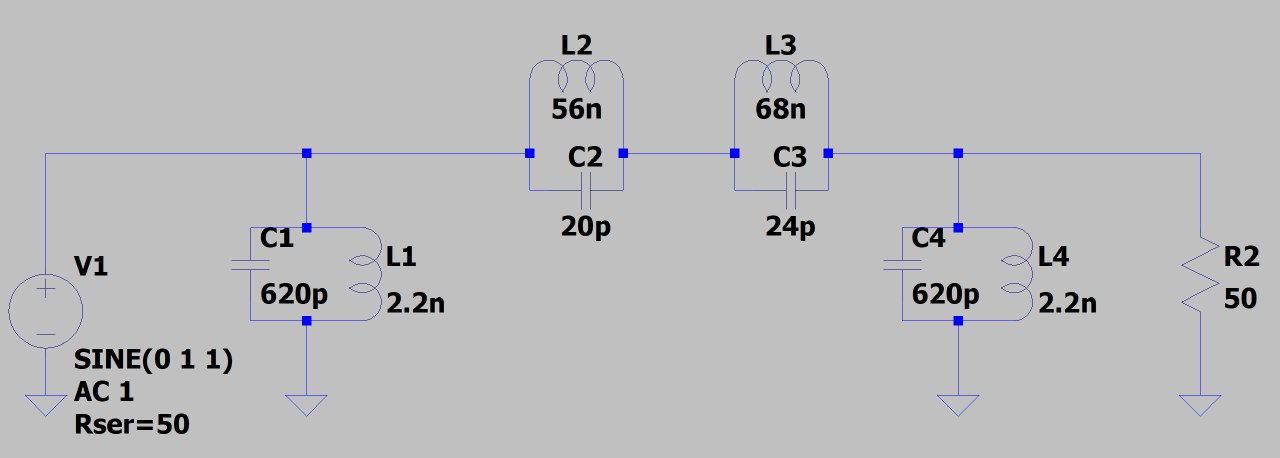 L2
56n
C2
20p
L3
68n
C3
24p
V1
SINE(0 1 1)
AC 1
Rser=50
C1
620p
L1
2.2n
C4
620p
L4
2.2n
R2
50